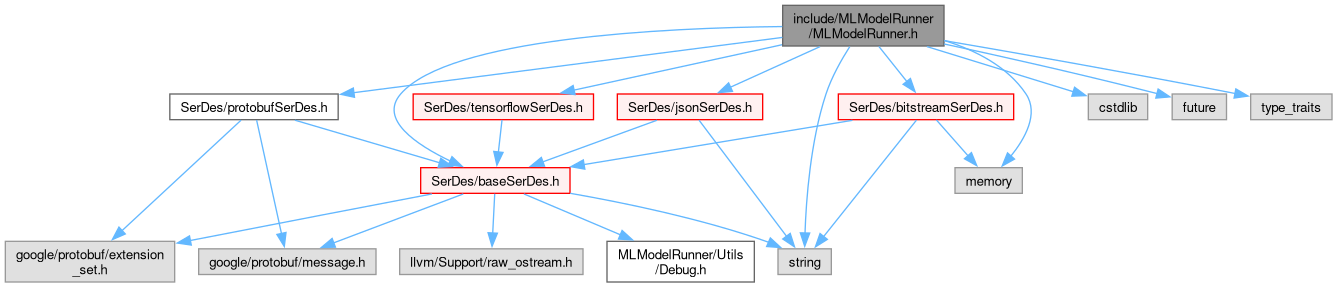 include/MLModelRunner
/MLModelRunner.h
SerDes/protobufSerDes.h
SerDes/tensorflowSerDes.h
SerDes/jsonSerDes.h
SerDes/bitstreamSerDes.h
cstdlib
future
type_traits
SerDes/baseSerDes.h
memory
google/protobuf/extension
_set.h
google/protobuf/message.h
llvm/Support/raw_ostream.h
MLModelRunner/Utils
/Debug.h
string